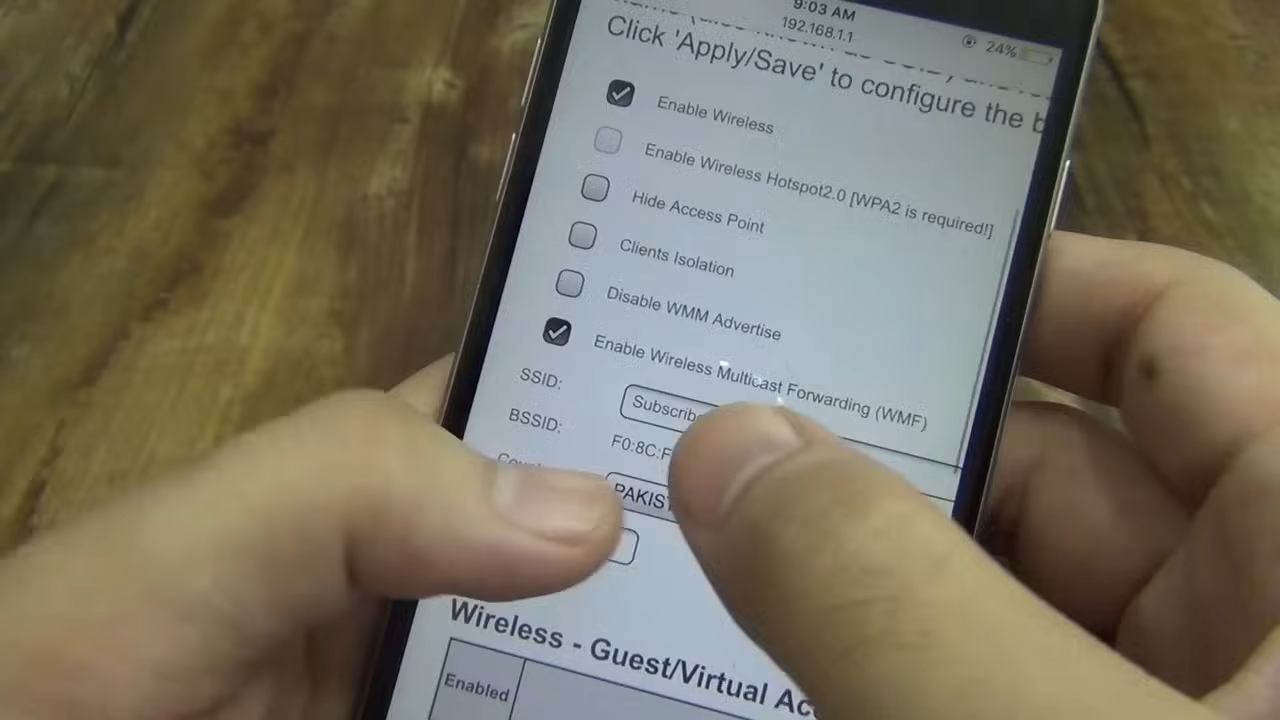 9:03 AM
192.168.1.1
24%
Click 'Apply/Save' to configure the b
Enable Wireless
Enable Wireless Hotspot2.0 [WPA2 is required!]
Hide Access Point
Clients Isolation
Disable WMM Advertise
Enable Wireless Multicast Forwarding (WMF)
SSID: Subscribe
BSSID: F0:8C:F
PAKIST
Wireless - Guest/Virtual Acc
Enabled